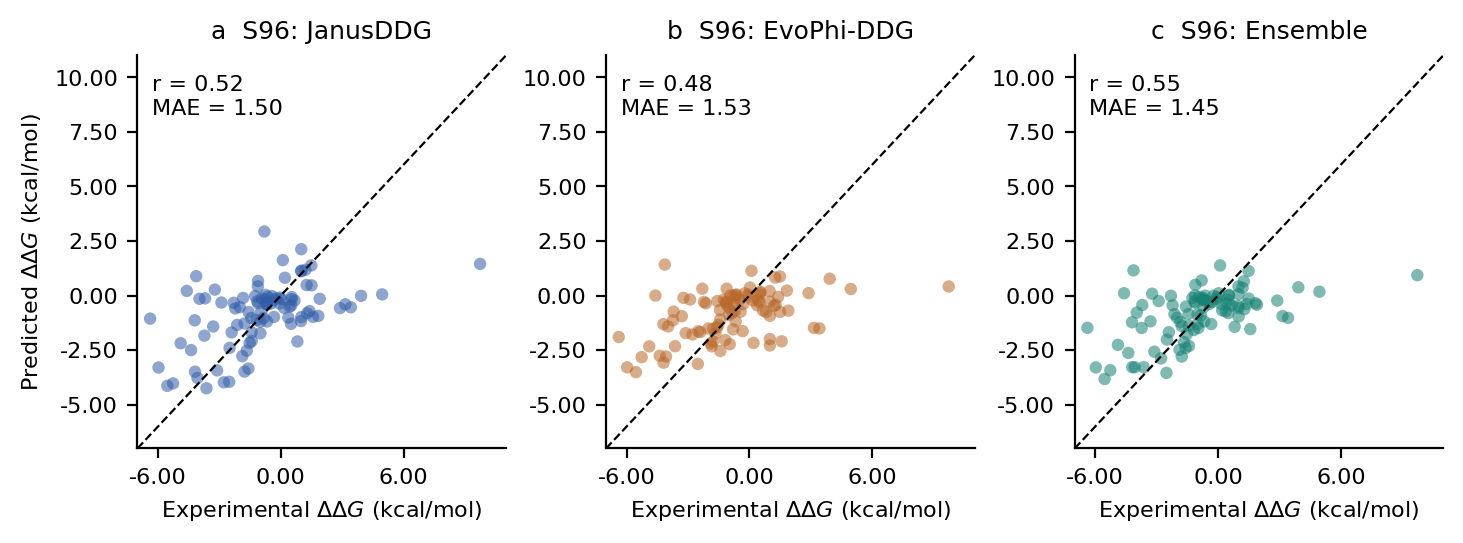 a  S96: JanusDDG
r = 0.52
MAE = 1.50
10.00
7.50
5.00
2.50
0.00
-2.50
-5.00
-6.00
0.00
6.00
Predicted ΔΔG (kcal/mol)
Experimental ΔΔG (kcal/mol)
b  S96: EvoPhi-DDG
r = 0.48
MAE = 1.53
10.00
7.50
5.00
2.50
0.00
-2.50
-5.00
-6.00
0.00
6.00
Experimental ΔΔG (kcal/mol)
c  S96: Ensemble
r = 0.55
MAE = 1.45
10.00
7.50
5.00
2.50
0.00
-2.50
-5.00
-6.00
0.00
6.00
Experimental ΔΔG (kcal/mol)